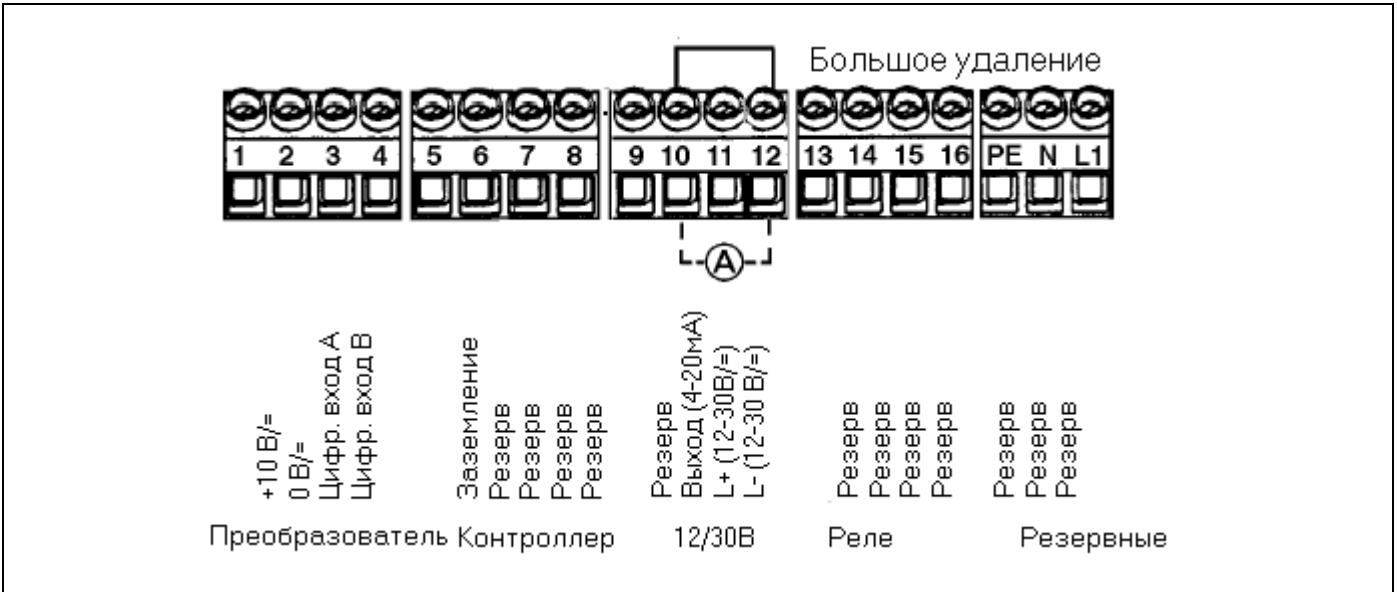 Большое удаление
1 2 3 4 5 6 7 8 9 10 11 12 13 14 15 16 PE N L1
A
+10 В/=
0 В/=
Цифр. вход А
Цифр. вход В
Заземление
Резерв
Резерв
Резерв
Резерв
Резерв
Выход (4-20мА)
L+ (12-30В/=)
L- (12-30 В/=)
Резерв
Резерв
Резерв
Резерв
Резерв
Резерв
Резерв
Преобразователь Контроллер 12/30В Реле Резервные